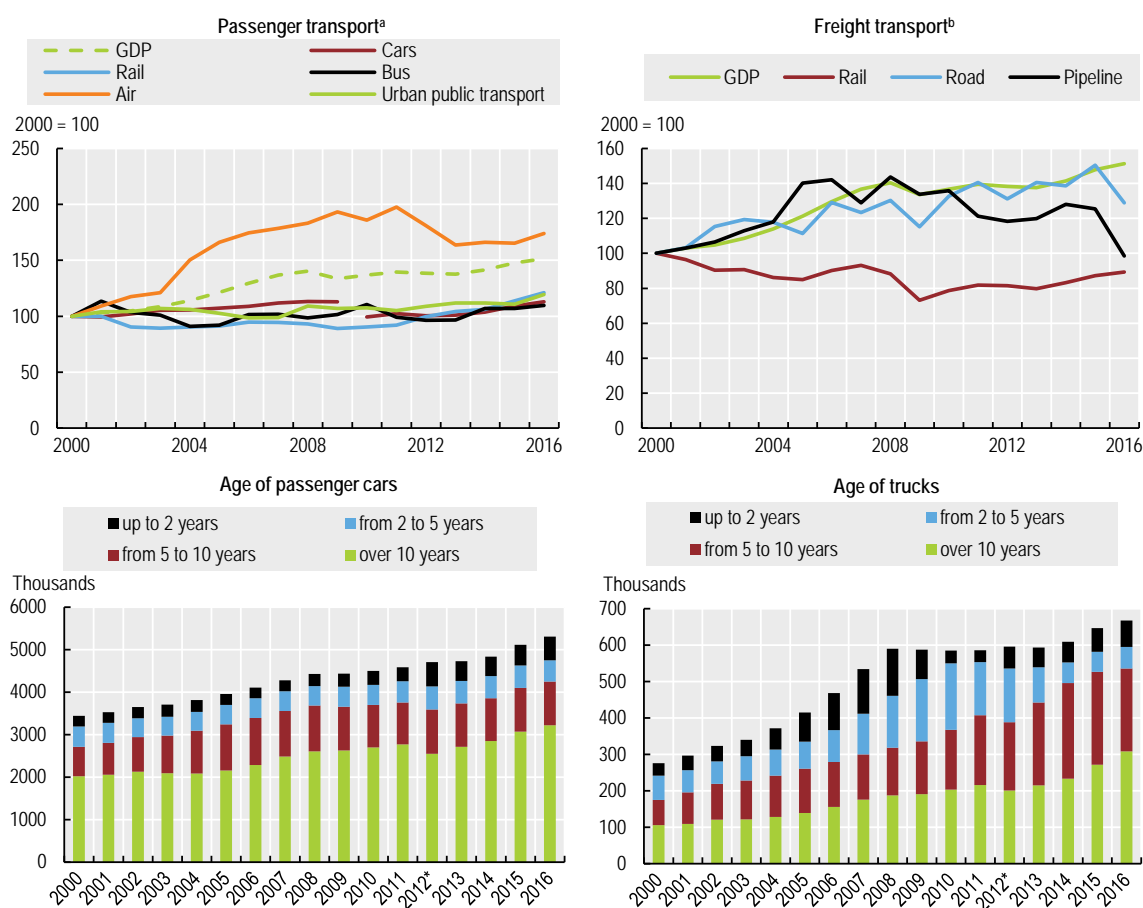 Passenger transportᵃ
GDP Cars
Rail Bus
Air Urban public transport
2000 = 100
250
200
150
100
50
0
2000 2004 2008 2012 2016
Freight transportᵇ
GDP Rail Road Pipeline
2000 = 100
160
140
120
100
80
60
40
20
0
2000 2004 2008 2012 2016
Age of passenger cars
up to 2 years from 2 to 5 years
from 5 to 10 years over 10 years
Thousands
6000
5000
4000
3000
2000
1000
0
2000 2001 2002 2003 2004 2005 2006 2007 2008 2009 2010 2011 2012* 2013 2014 2015 2016
Age of trucks
up to 2 years from 2 to 5 years
from 5 to 10 years over 10 years
Thousands
700
600
500
400
300
200
100
0
2000 2001 2002 2003 2004 2005 2006 2007 2008 2009 2010 2011 2012* 2013 2014 2015 2016